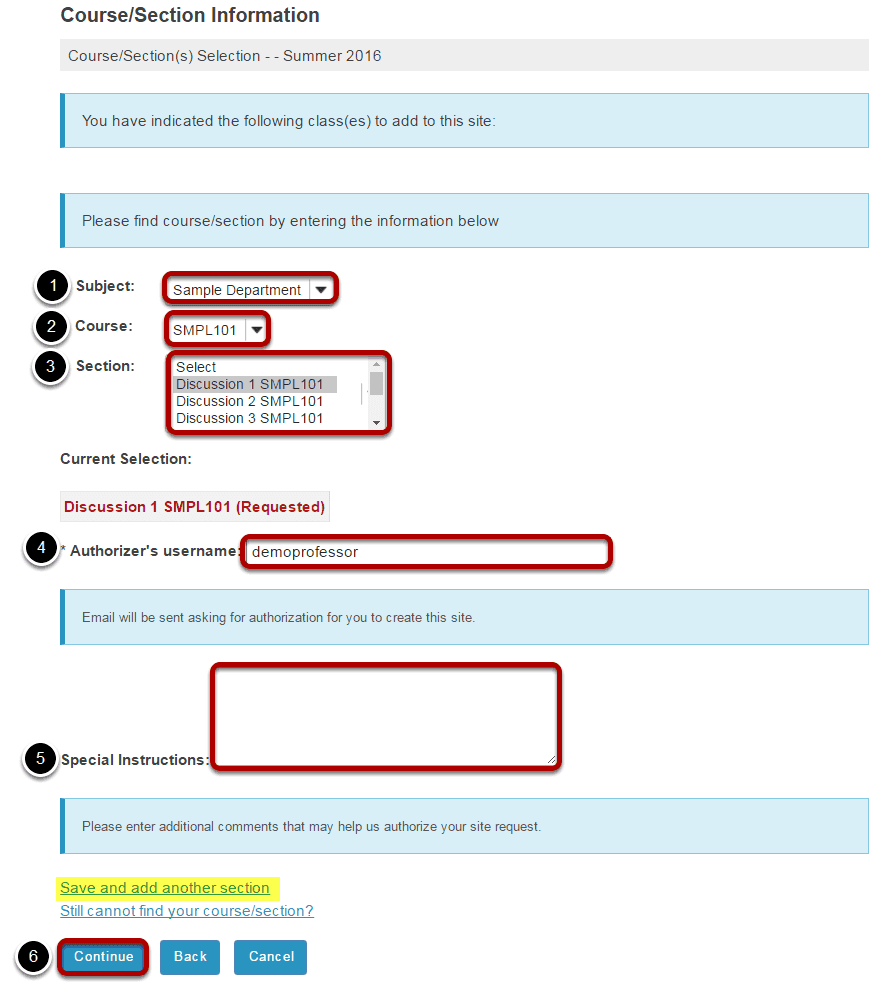 Course/Section Information
Course/Section(s) Selection - - Summer 2016
You have indicated the following class(es) to add to this site:
Please find course/section by entering the information below
1 Subject: Sample Department
2 Course: SMPL101
3 Section: Select
Discussion 1 SMPL101
Discussion 2 SMPL101
Discussion 3 SMPL101
Current Selection:
Discussion 1 SMPL101 (Requested)
4 * Authorizer's username: demoprofessor
Email will be sent asking for authorization for you to create this site.
5 Special Instructions:
Please enter additional comments that may help us authorize your site request.
Save and add another section
Still cannot find your course/section?
6 Continue Back Cancel